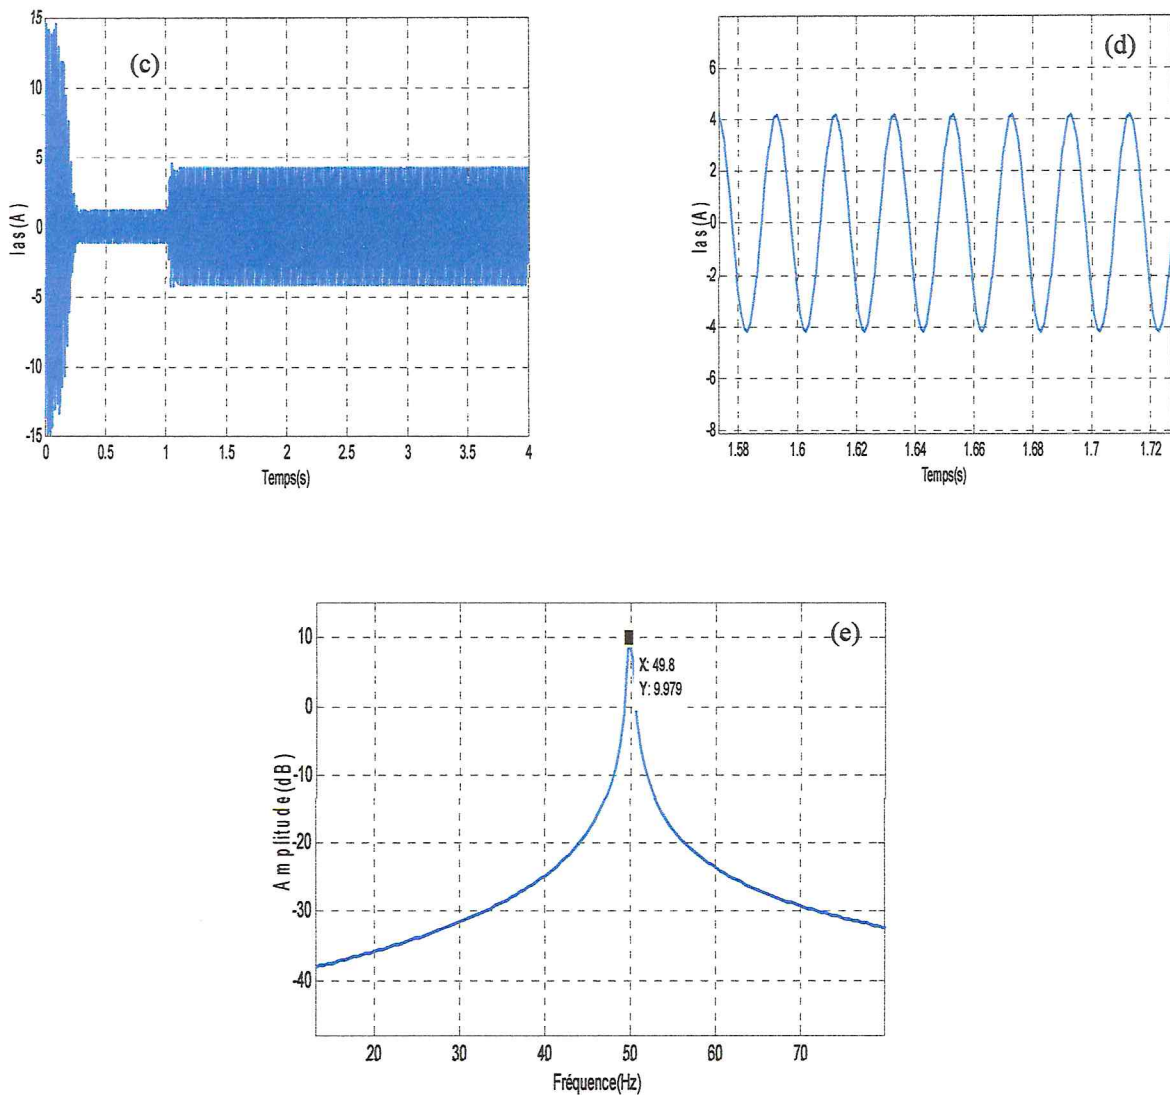 (c)
15
10
5
0
-5
-10
-15
Ias(A)
0 0.5 1 1.5 2 2.5 3 3.5 4
Temps(s)
(d)
6
4
2
0
-2
-4
-6
-8
Ias(A)
1.58 1.6 1.62 1.64 1.66 1.68 1.7 1.72
Temps(s)
(e)
10
0
-10
-20
-30
-40
Amplitude(dB)
X: 49.8
Y: 9.979
20 30 40 50 60 70
Fréquence(Hz)